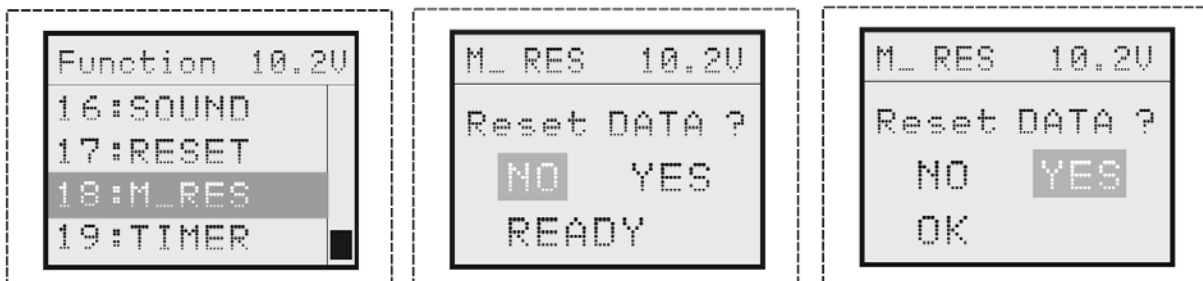 Function 10.2V
16:SOUND
17:RESET
18:M_RES
19:TIMER
M_ RES 10.2V
Reset DATA ?
NO YES
READY
M_ RES 10.2V
Reset DATA ?
NO YES
OK